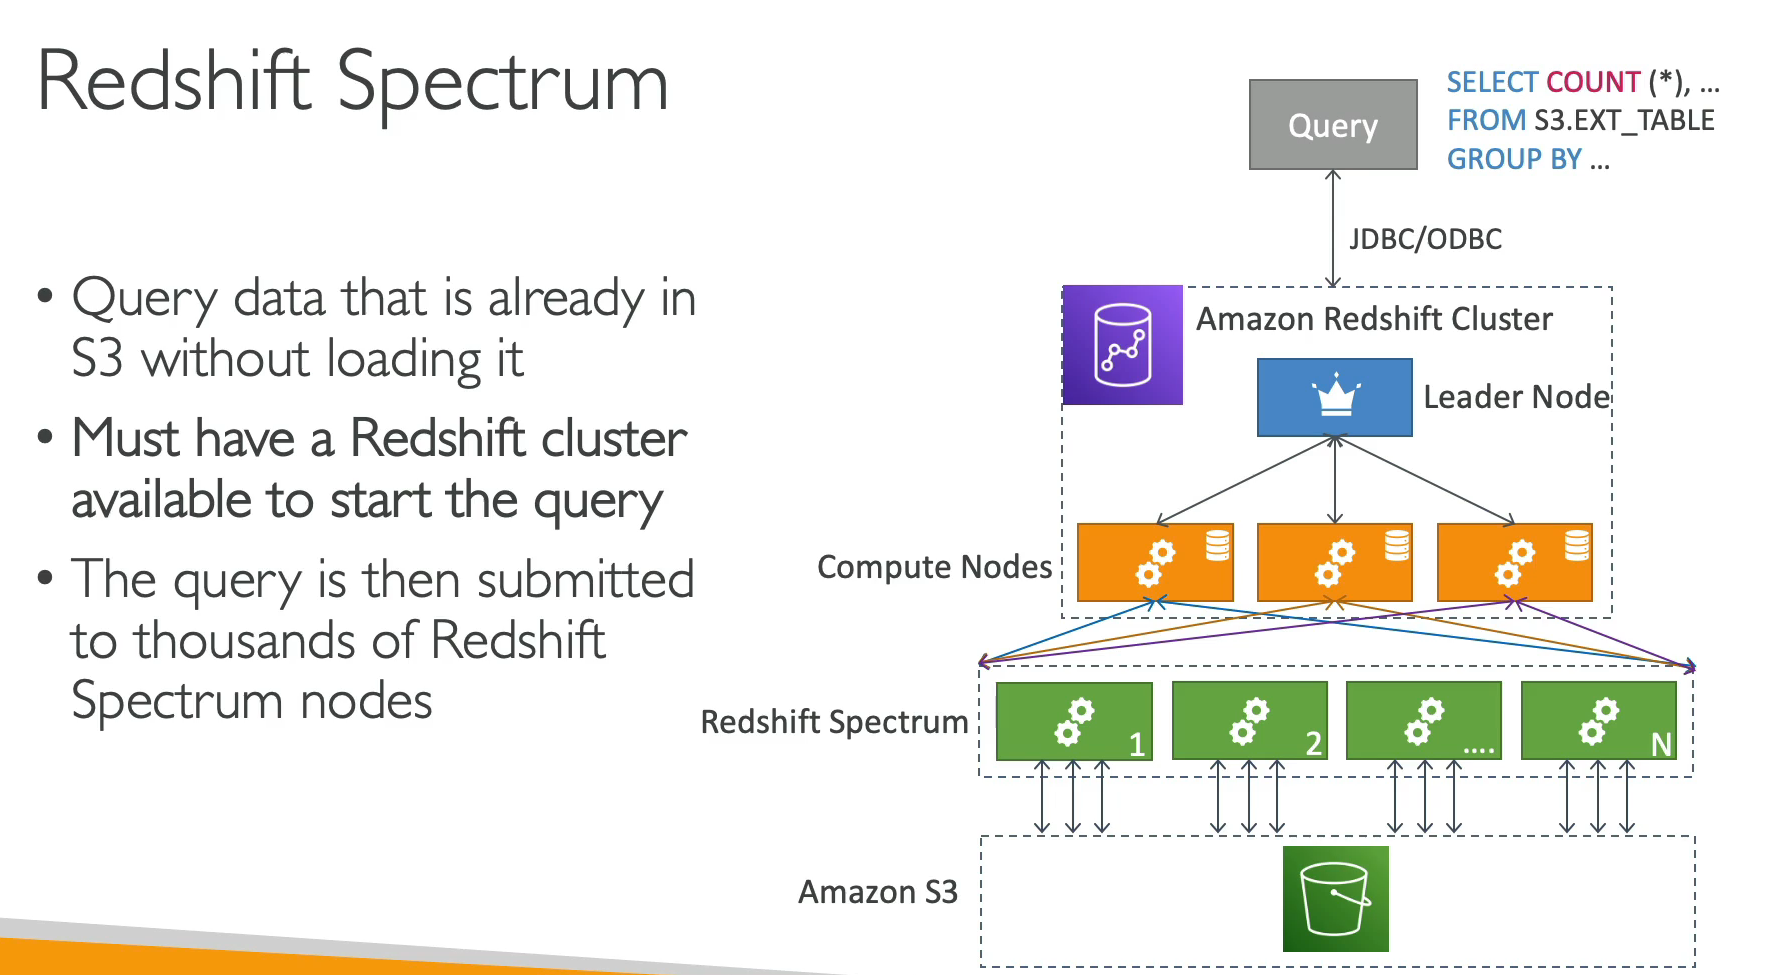 Redshift Spectrum
• Query data that is already in
S3 without loading it
• Must have a Redshift cluster
available to start the query
• The query is then submitted
to thousands of Redshift
Spectrum nodes
Query
SELECT COUNT (*), ...
FROM S3.EXT_TABLE
GROUP BY ...
JDBC/ODBC
Amazon Redshift Cluster
Leader Node
Compute Nodes
Redshift Spectrum
1
2
....
N
Amazon S3